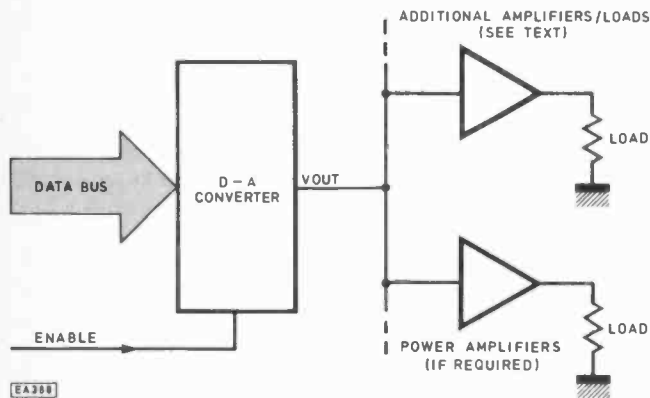 ADDITIONAL AMPLIFIERS/LOADS
(SEE TEXT)
LOAD
DATA BUS
D-A
CONVERTER
VOUT
LOAD
ENABLE
POWER AMPLIFIERS
(IF REQUIRED)
EA388